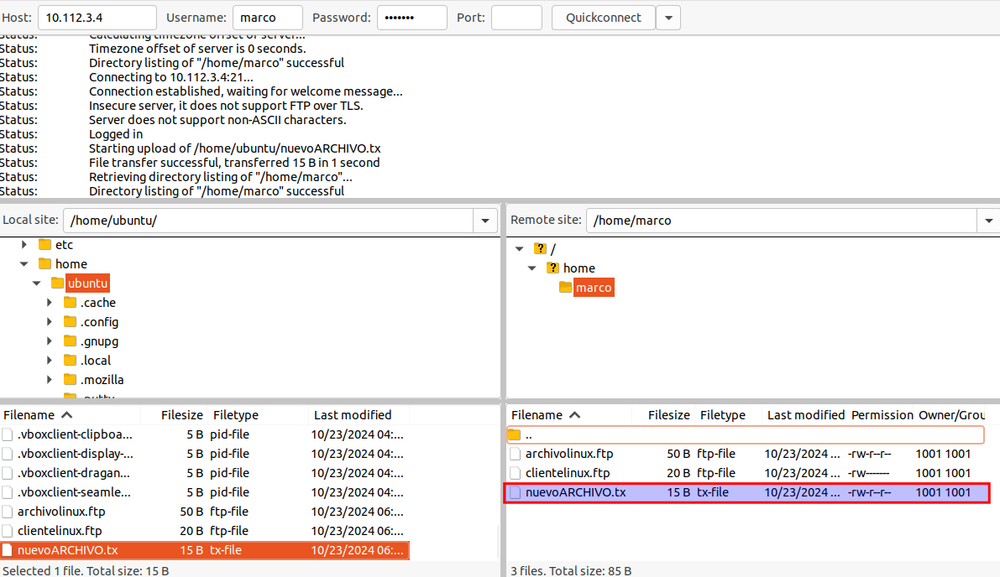 Host: 10.112.3.4 Username: marco Password: ••••••• Port: Quickconnect
Status: Calculating timezone offset of server...
Status: Timezone offset of server is 0 seconds.
Status: Directory listing of "/home/marco" successful
Status: Connecting to 10.112.3.4:21...
Status: Connection established, waiting for welcome message...
Status: Insecure server, it does not support FTP over TLS.
Status: Server does not support non-ASCII characters.
Status: Logged in
Status: Starting upload of /home/ubuntu/nuevoARCHIVO.tx
Status: File transfer successful, transferred 15 B in 1 second
Status: Retrieving directory listing of "/home/marco"...
Status: Directory listing of "/home/marco" successful
Local site: /home/ubuntu/
etc
home
ubuntu
.cache
.config
.gnupg
.local
.mozilla
.putty
Filename Filesize Filetype Last modified
.vboxclient-clipboa... 5 B pid-file 10/23/2024 04:...
.vboxclient-display-... 5 B pid-file 10/23/2024 04:...
.vboxclient-dragan... 5 B pid-file 10/23/2024 04:...
.vboxclient-seamle... 5 B pid-file 10/23/2024 04:...
archivolinux.ftp 50 B ftp-file 10/23/2024 06:...
clientelinux.ftp 20 B ftp-file 10/23/2024 06:...
nuevoARCHIVO.tx 15 B tx-file 10/23/2024 06:...
Selected 1 file. Total size: 15 B
Remote site: /home/marco
/
home
marco
Filename Filesize Filetype Last modified Permission Owner/Grou
..
archivolinux.ftp 50 B ftp-file 10/23/2024 ... -rw-r--r-- 1001 1001
clientelinux.ftp 20 B ftp-file 10/23/2024 ... -rw------- 1001 1001
nuevoARCHIVO.tx 15 B tx-file 10/23/2024 ... -rw-r--r-- 1001 1001
3 files. Total size: 85 B